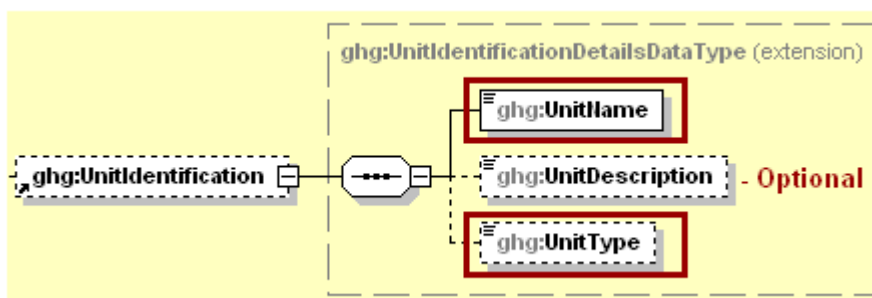 ghg:UnitIdentificationDetailsDataType (extension)
ghg:UnitName
ghg:UnitIdentification
ghg:UnitDescription - Optional
ghg:UnitType